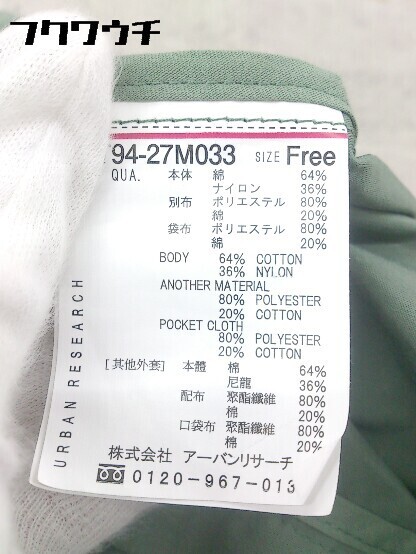 フクワウチ
94-27M033 SIZE Free
QUA. 本体 綿 64%
ナイロン 36%
別布 ポリエステル 80%
綿 20%
袋布 ポリエステル 80%
綿 20%
BODY 64% COTTON
36% NYLON
ANOTHER MATERIAL
80% POLYESTER
20% COTTON
POCKET CLOTH
80% POLYESTER
20% COTTON
[其他外套] 本體 棉 64%
尼龍 36%
配布 聚酯纖維 80%
棉 20%
口袋布 聚酯纖維 80%
棉 20%
株式会社 アーバンリサーチ
0120-967-013
URBAN RESEARCH